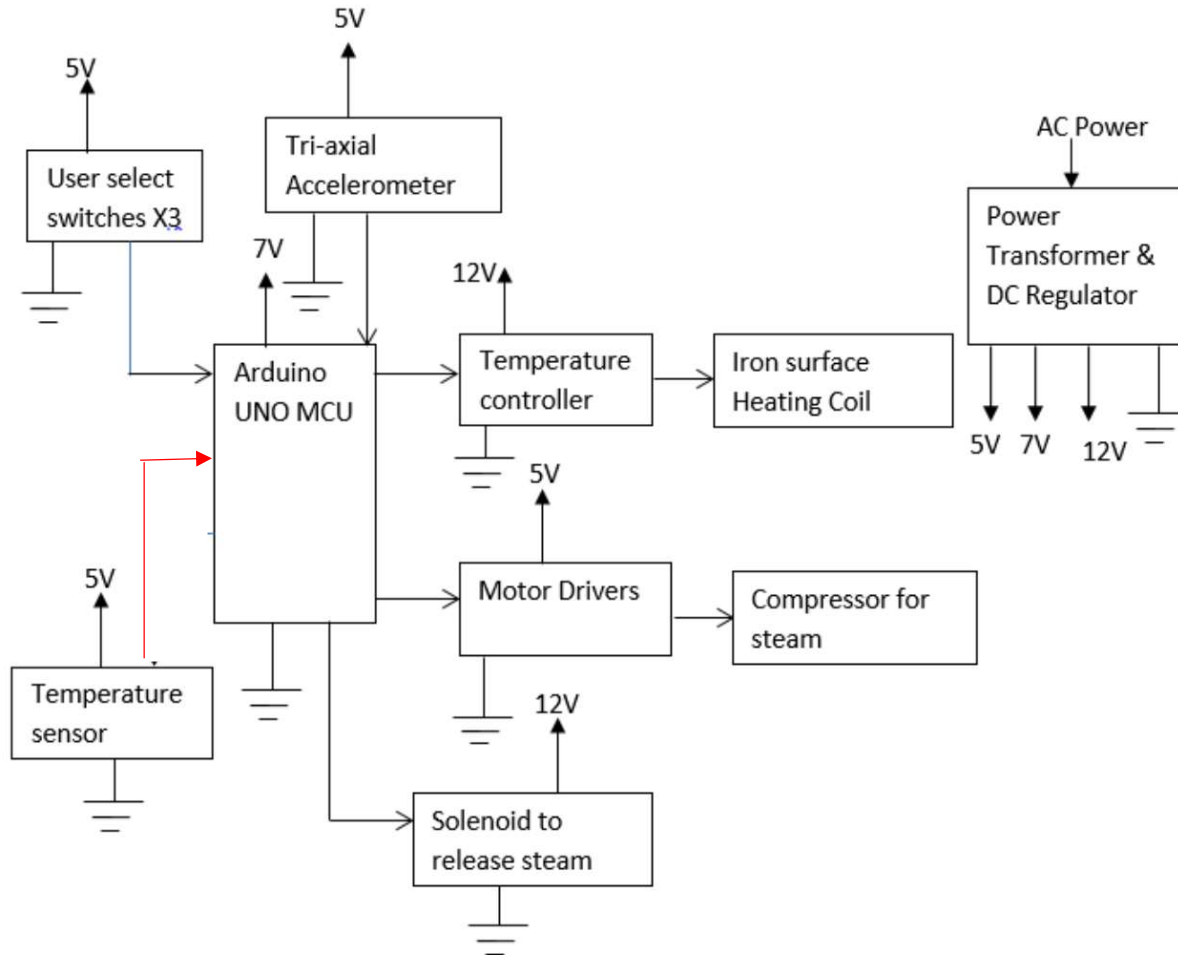 5V
5V
User select
switches X3
Tri-axial
Accelerometer
AC Power
Power
Transformer &
DC Regulator
7V
12V
Arduino
UNO MCU
Temperature
controller
Iron surface
Heating Coil
5V
7V
12V
5V
Motor Drivers
Compressor for
steam
5V
Temperature
sensor
12V
Solenoid to
release steam